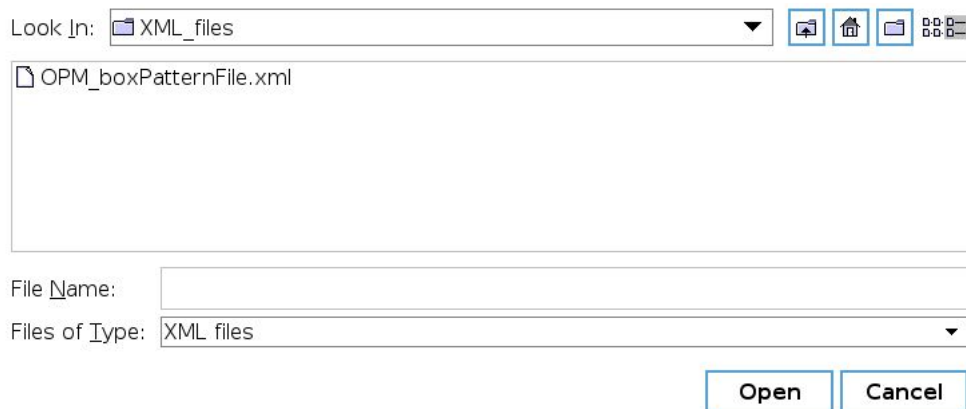 Look In: XML_files
OPM_boxPatternFile.xml
File Name:
Files of Type: XML files
Open Cancel